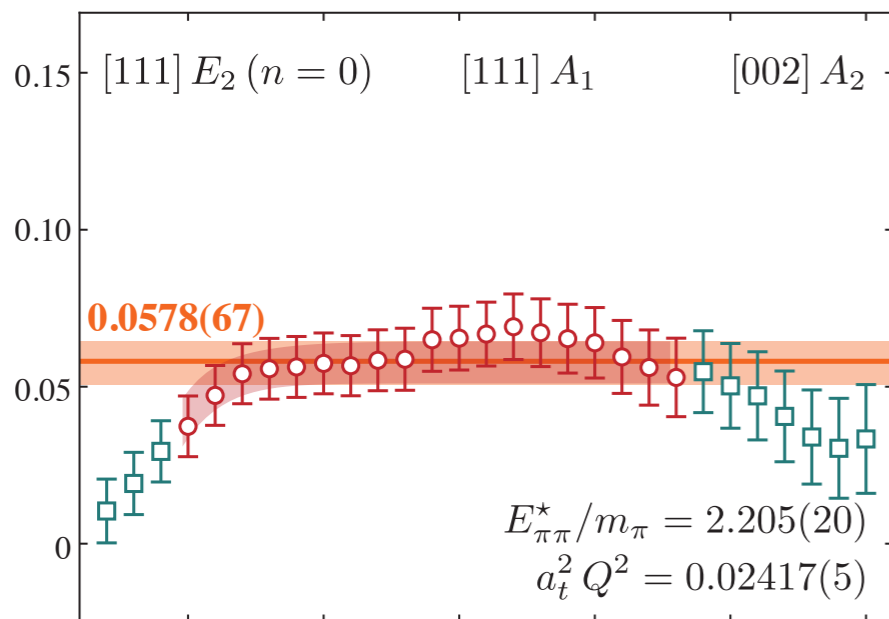 0.15
[111] E₂ (n = 0) [111] A₁ [002] A₂
0.10
0.0578(67)
0.05
E⋆ππ/mπ = 2.205(20)
0
aₜ² Q² = 0.02417(5)